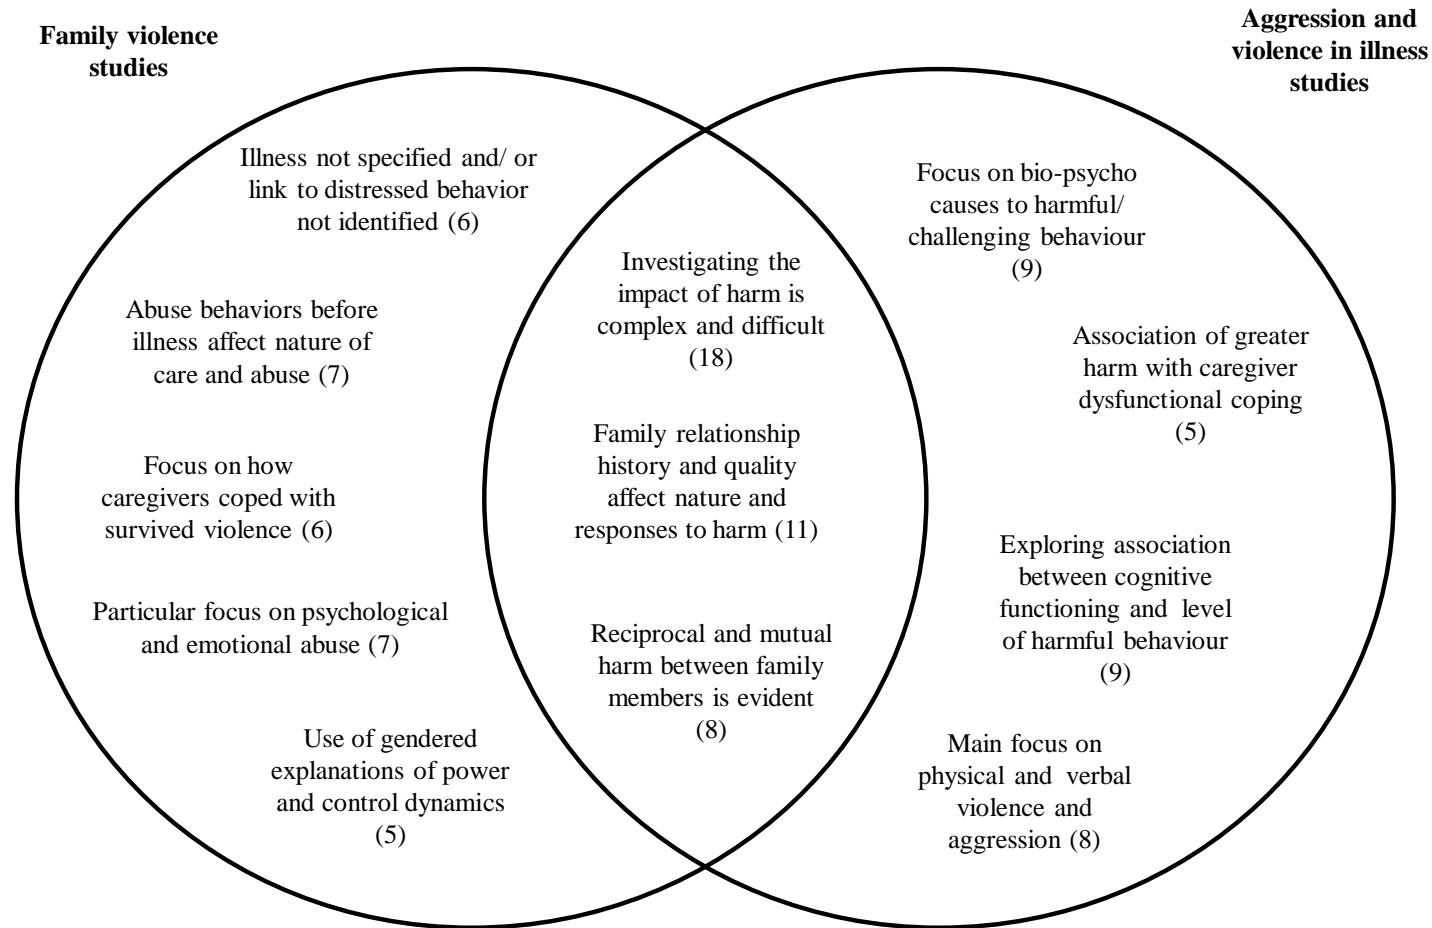 Family violence
studies
Aggression and
violence in illness
studies
Illness not specified and/ or
link to distressed behavior
not identified (6)
Abuse behaviors before
illness affect nature of
care and abuse (7)
Focus on how
caregivers coped with
survived violence (6)
Particular focus on psychological
and emotional abuse (7)
Use of gendered
explanations of power
and control dynamics
(5)
Investigating the
impact of harm is
complex and difficult
(18)
Family relationship
history and quality
affect nature and
responses to harm (11)
Reciprocal and mutual
harm between family
members is evident
(8)
Focus on bio-psycho
causes to harmful/
challenging behaviour
(9)
Association of greater
harm with caregiver
dysfunctional coping
(5)
Exploring association
between cognitive
functioning and level
of harmful behaviour
(9)
Main focus on
physical and verbal
violence and
aggression (8)